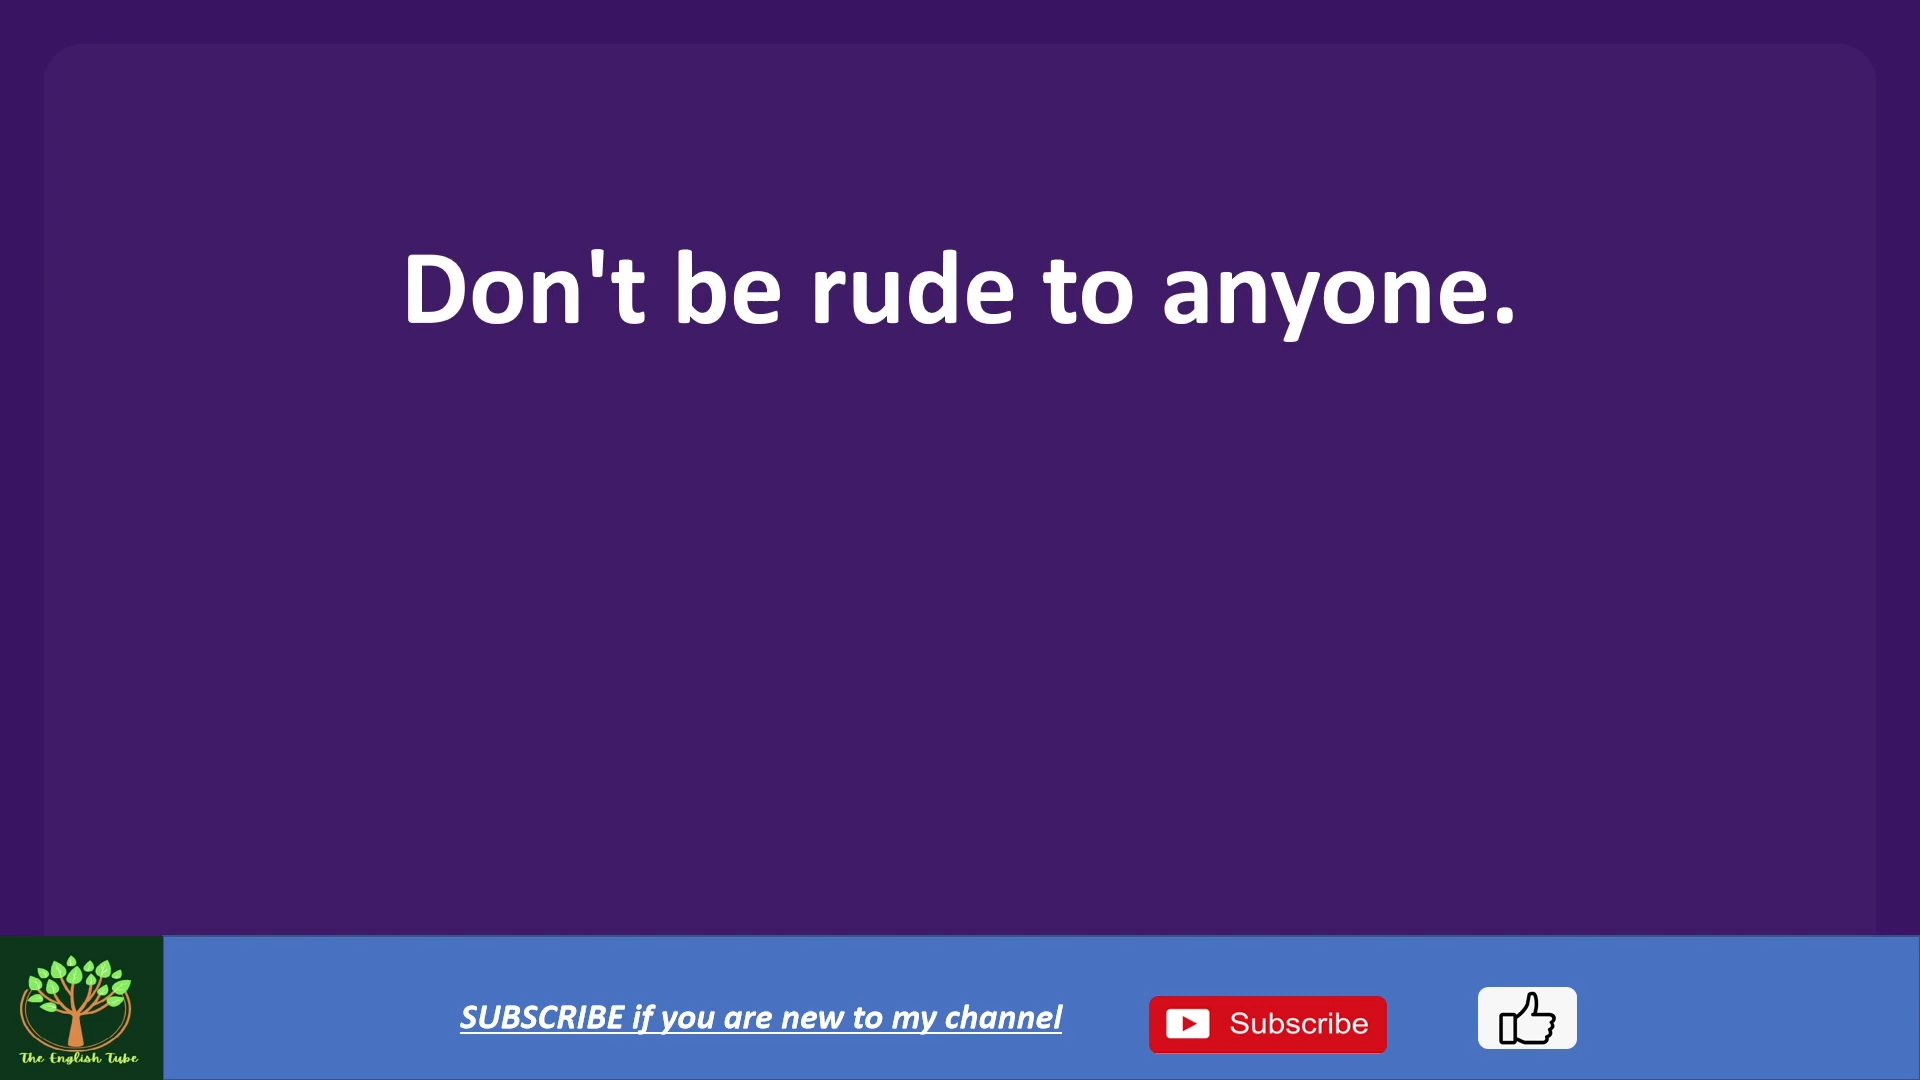 Don't be rude to anyone.
SUBSCRIBE if you are new to my channel
Subscribe
The English Tube